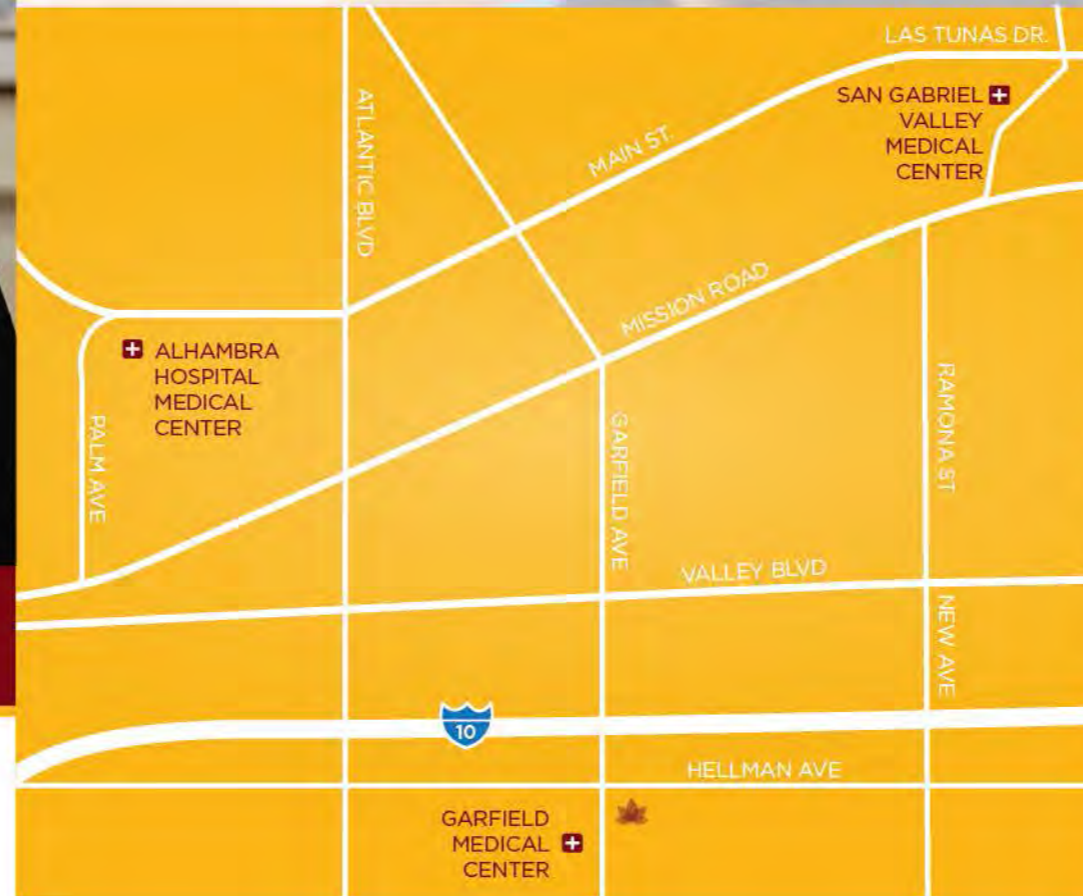 LAS TUNAS DR.
SAN GABRIEL
VALLEY
MEDICAL
CENTER
ATLANTIC BLVD
MAIN ST.
MISSION ROAD
ALHAMBRA
HOSPITAL
MEDICAL
CENTER
PALM AVE
GARFIELD AVE
RAMONA ST
VALLEY BLVD
NEW AVE
10
HELLMAN AVE
GARFIELD
MEDICAL
CENTER